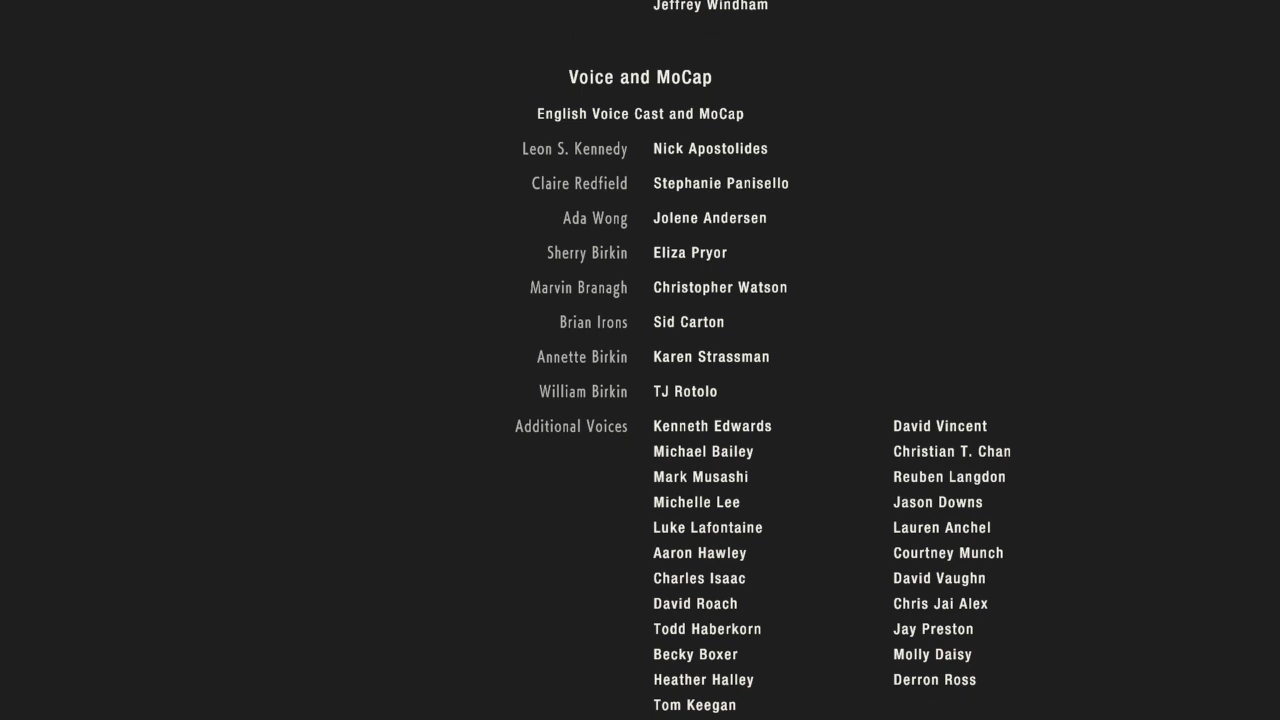 Jeffrey Windham
Voice and MoCap
English Voice Cast and MoCap
Leon S. Kennedy Nick Apostolides
Claire Redfield Stephanie Panisello
Ada Wong Jolene Andersen
Sherry Birkin Eliza Pryor
Marvin Branagh Christopher Watson
Brian Irons Sid Carton
Annette Birkin Karen Strassman
William Birkin TJ Rotolo
Additional Voices Kenneth Edwards David Vincent
Michael Bailey Christian T. Chan
Mark Musashi Reuben Langdon
Michelle Lee Jason Downs
Luke Lafontaine Lauren Anchel
Aaron Hawley Courtney Munch
Charles Isaac David Vaughn
David Roach Chris Jai Alex
Todd Haberkorn Jay Preston
Becky Boxer Molly Daisy
Heather Halley Derron Ross
Tom Keegan